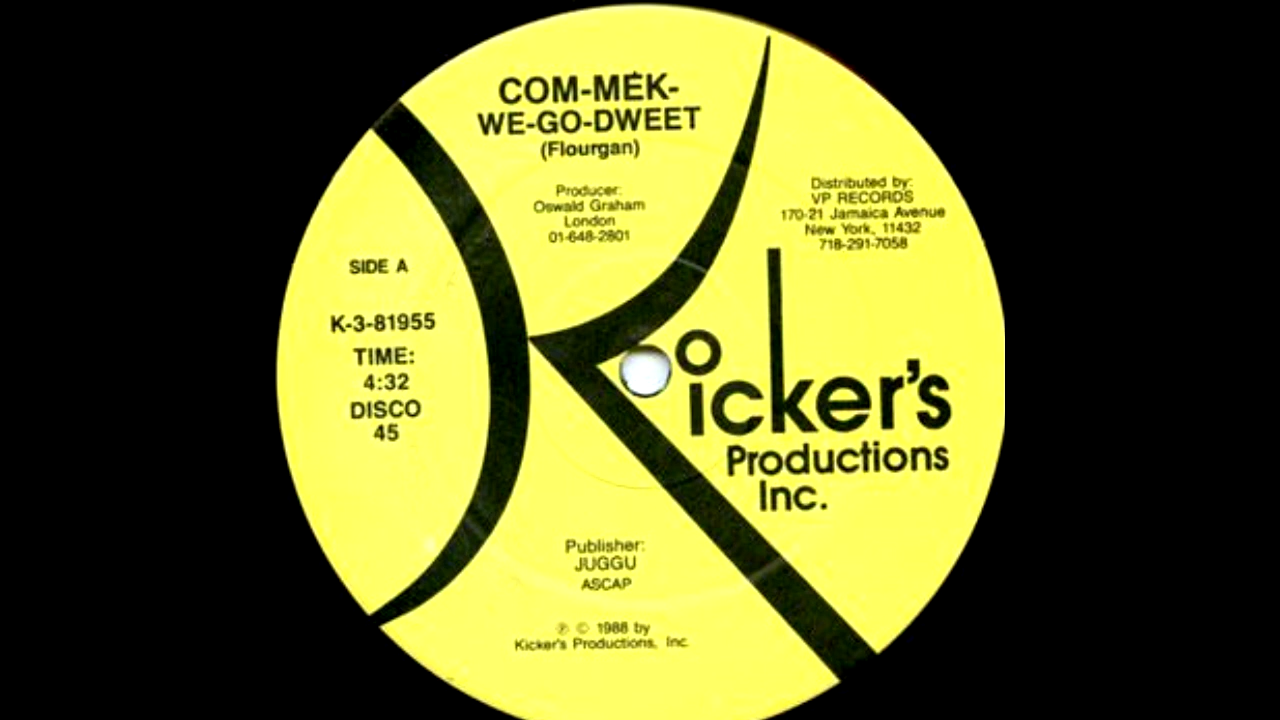 COM-MEK-
WE-GO-DWEET
(Flourgan)
Producer:
Oswald Graham
London
01-648-2801
Distributed by:
VP RECORDS
170-21 Jamaica Avenue
New York, 11432
718-291-7058
SIDE A
K-3-81955
TIME:
4:32
DISCO
45
Kicker's
Productions
Inc.
Publisher:
JUGGU
ASCAP
℗ © 1988 by
Kicker's Productions, Inc.